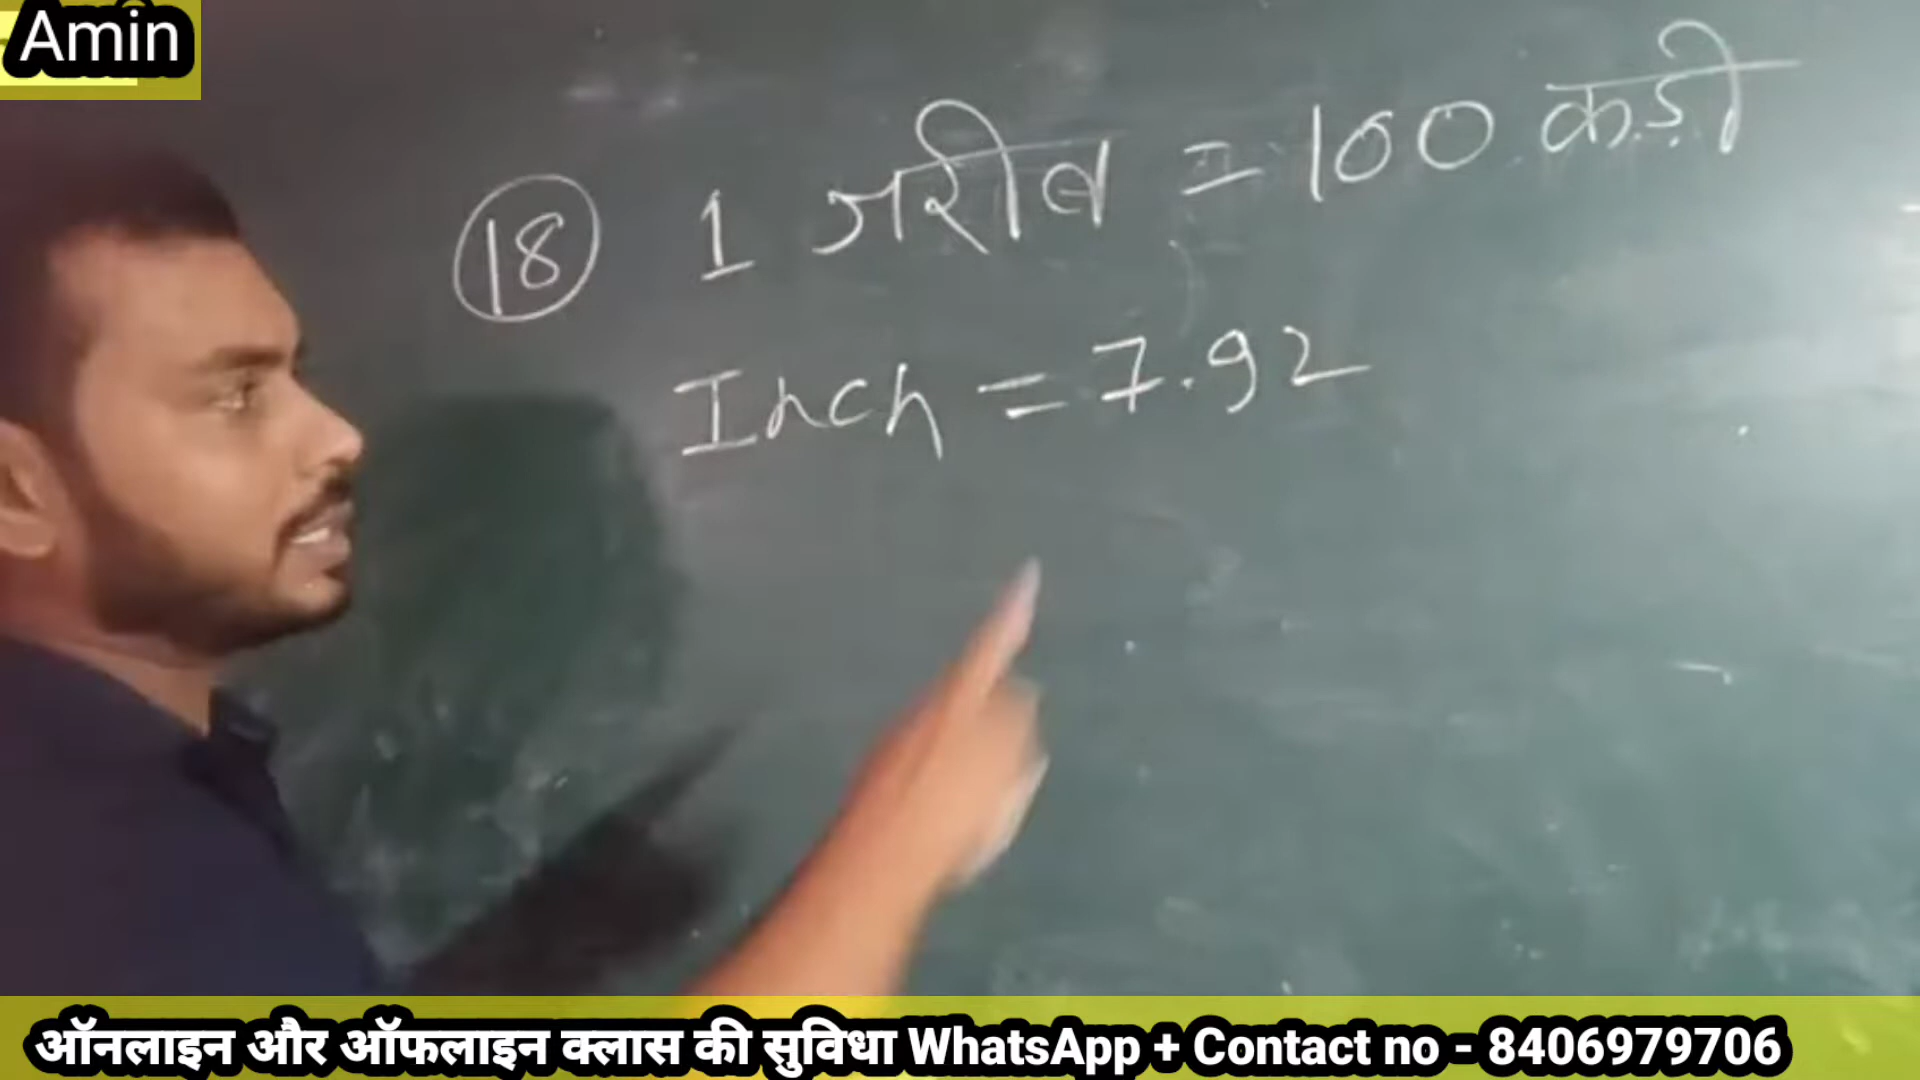 Amin
18 1 जरीब = 100 कड़ी
Inch = 7.92
ऑनलाइन और ऑफलाइन क्लास की सुविधा WhatsApp + Contact no - 8406979706